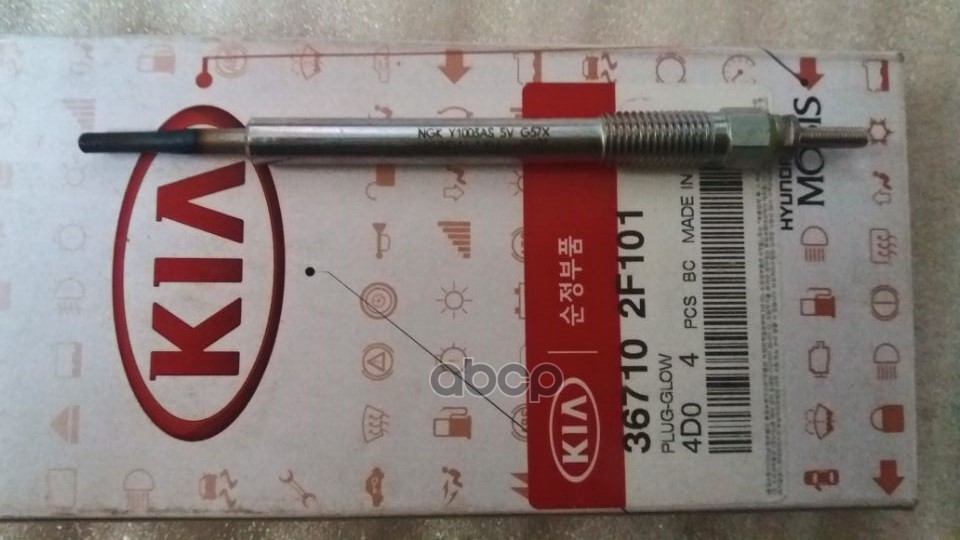 NGK Y1003AS 5V G57X
KIA
순정부품
KIA
36710 2F101
PLUG-GLOW
4D0 4 PCS BC MADE IN
HYUNDAI
MOBIS
abcp